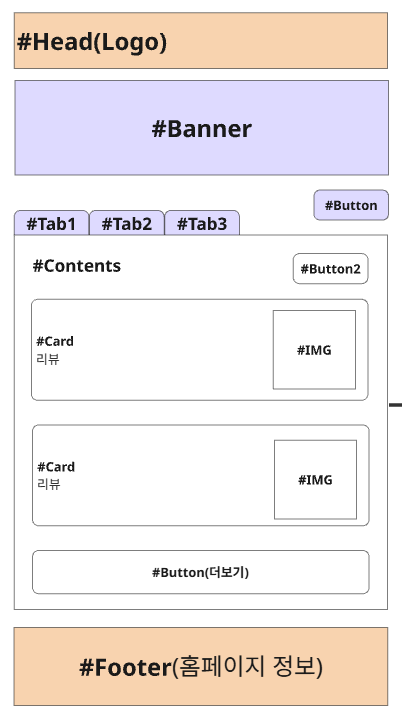 #Head(Logo)
#Banner
#Button
#Tab1 #Tab2 #Tab3
#Contents
#Button2
#Card
리뷰
#IMG
#Card
리뷰
#IMG
#Button(더보기)
#Footer(홈페이지 정보)